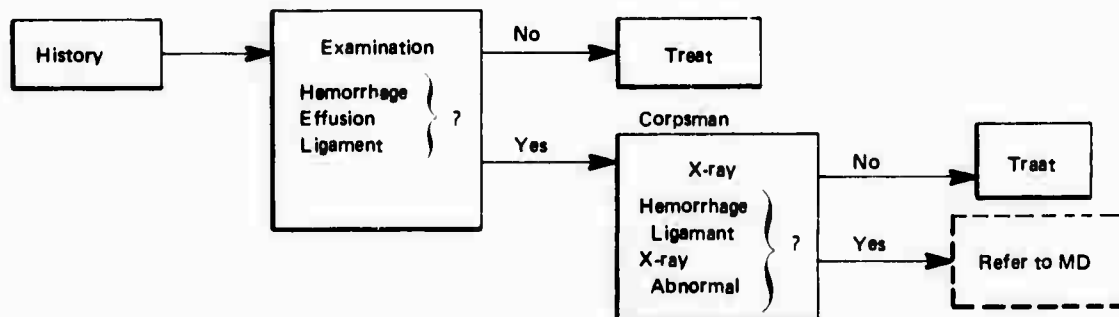 History
Examination
Hemorrhage
Effusion
Ligament
?
No
Treat
Yes
Corpsman
X-ray
Hemorrhage
Ligamant
X-ray
Abnormal
?
No
Traat
Yes
Refer to MD